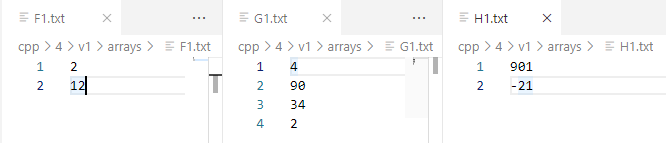 F1.txt
cpp > 4 > v1 > arrays > F1.txt
1 2
2 12
G1.txt
cpp > 4 > v1 > arrays > G1.txt
1 4
2 90
3 34
4 2
H1.txt
cpp > 4 > v1 > arrays > H1.txt
1 901
2 -21